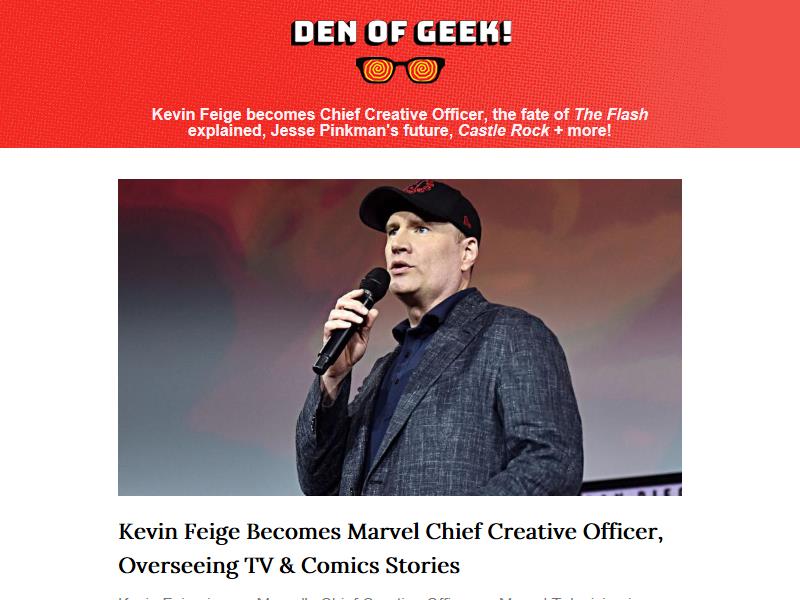 DEN OF GEEK!
Kevin Feige becomes Chief Creative Officer, the fate of The Flash
explained, Jesse Pinkman's future, Castle Rock + more!
Kevin Feige Becomes Marvel Chief Creative Officer,
Overseeing TV & Comics Stories